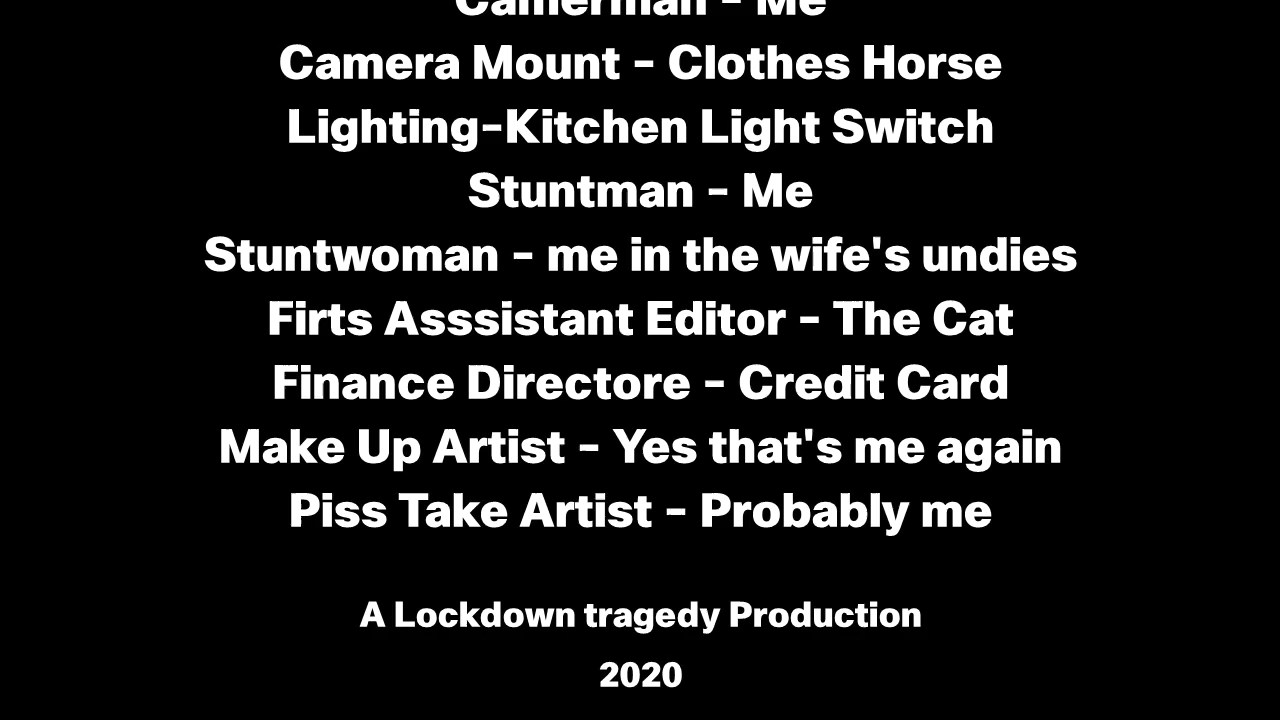 Camerman - Me
Camera Mount - Clothes Horse
Lighting-Kitchen Light Switch
Stuntman - Me
Stuntwoman - me in the wife's undies
Firts Asssistant Editor - The Cat
Finance Directore - Credit Card
Make Up Artist - Yes that's me again
Piss Take Artist - Probably me
A Lockdown tragedy Production
2020